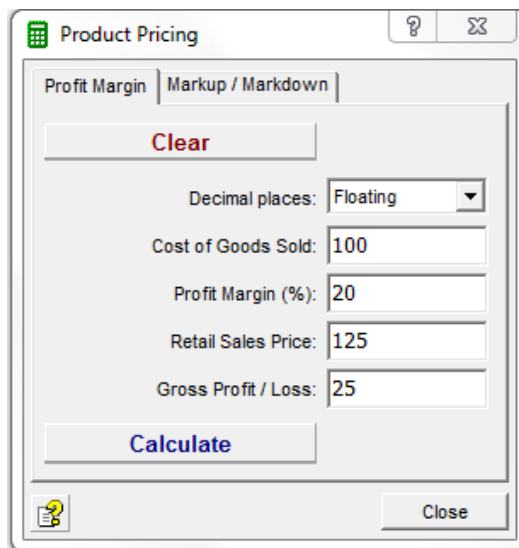 Product Pricing
Profit Margin
Markup / Markdown
Clear
Decimal places: Floating
Cost of Goods Sold: 100
Profit Margin (%): 20
Retail Sales Price: 125
Gross Profit / Loss: 25
Calculate
Close